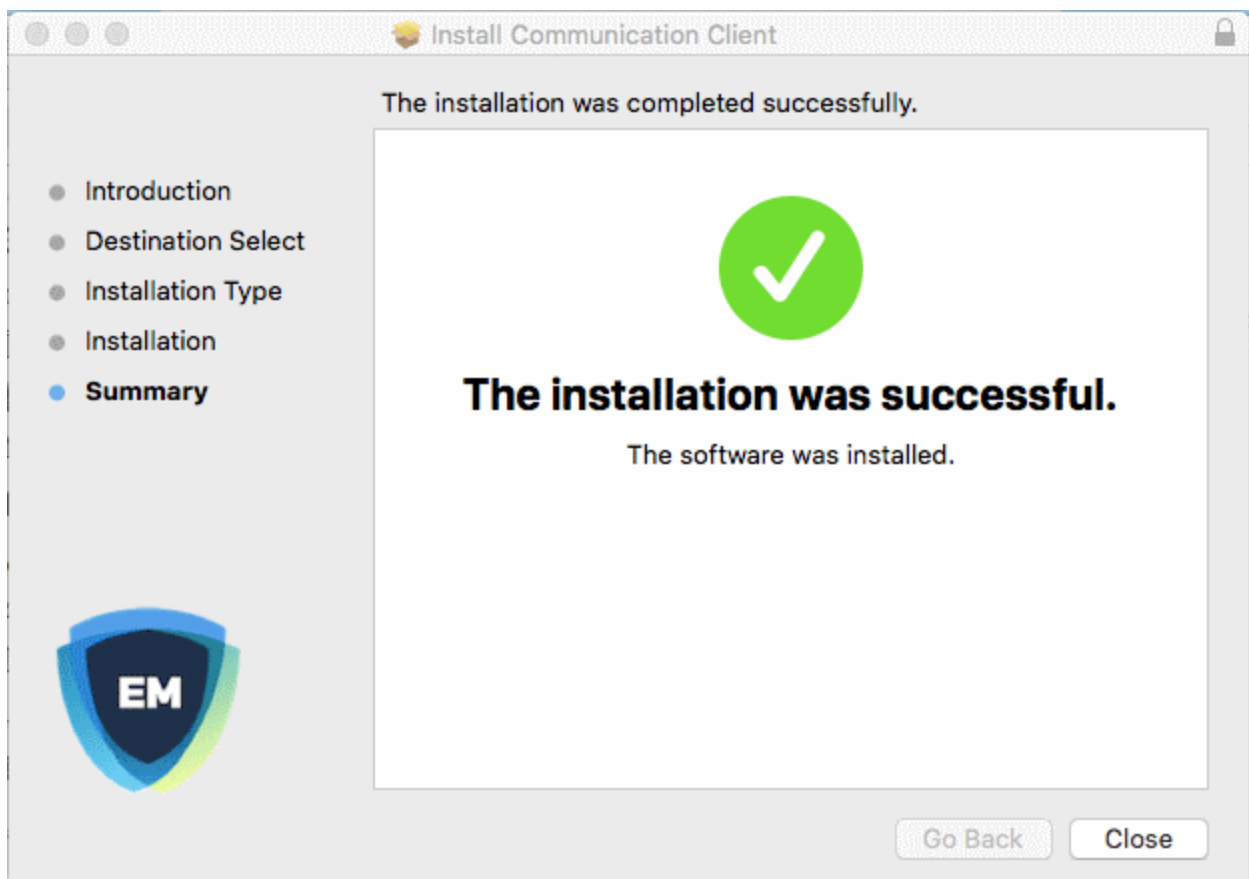 Install Communication Client
The installation was completed successfully.
Introduction
Destination Select
Installation Type
Installation
Summary
The installation was successful.
The software was installed.
EM
Go Back
Close